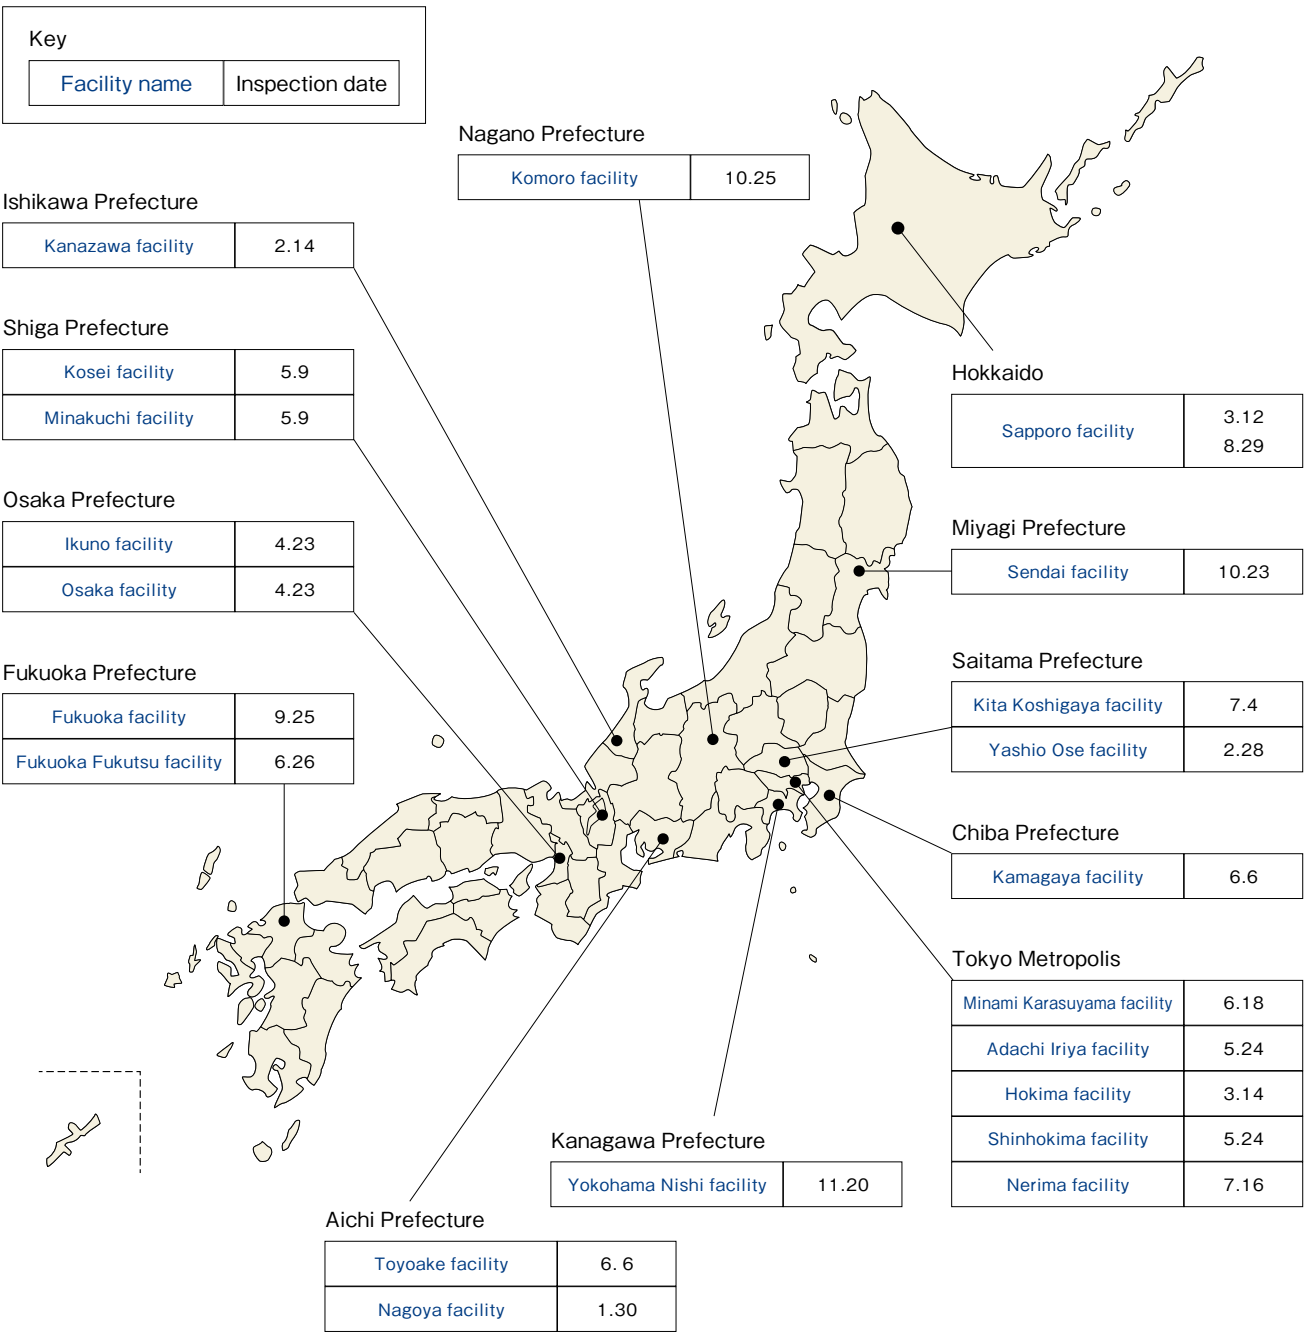 Key
Facility name Inspection date
Nagano Prefecture
Komoro facility 10.25
Ishikawa Prefecture
Kanazawa facility 2.14
Shiga Prefecture
Kosei facility 5.9
Minakuchi facility 5.9
Osaka Prefecture
Ikuno facility 4.23
Osaka facility 4.23
Fukuoka Prefecture
Fukuoka facility 9.25
Fukuoka Fukutsu facility 6.26
Hokkaido
Sapporo facility 3.12
8.29
Miyagi Prefecture
Sendai facility 10.23
Saitama Prefecture
Kita Koshigaya facility 7.4
Yashio Ose facility 2.28
Chiba Prefecture
Kamagaya facility 6.6
Tokyo Metropolis
Minami Karasuyama facility 6.18
Adachi Iriya facility 5.24
Hokima facility 3.14
Shinhokima facility 5.24
Nerima facility 7.16
Kanagawa Prefecture
Yokohama Nishi facility 11.20
Aichi Prefecture
Toyoake facility 6. 6
Nagoya facility 1.30